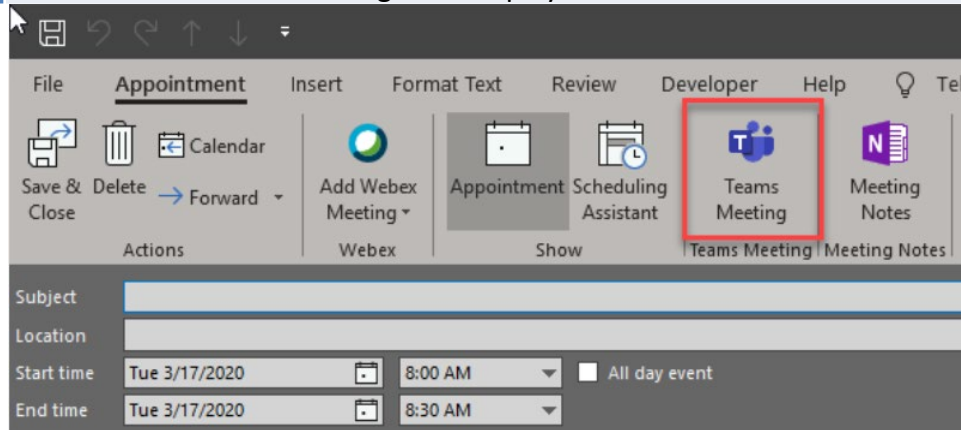 File Appointment Insert Format Text Review Developer Help Tel
Calendar
Save & Close
Delete
Forward
Add Webex Meeting
Appointment
Scheduling Assistant
Teams Meeting
Meeting Notes
Actions Webex Show Teams Meeting Meeting Notes
Subject
Location
Start time Tue 3/17/2020 8:00 AM All day event
End time Tue 3/17/2020 8:30 AM